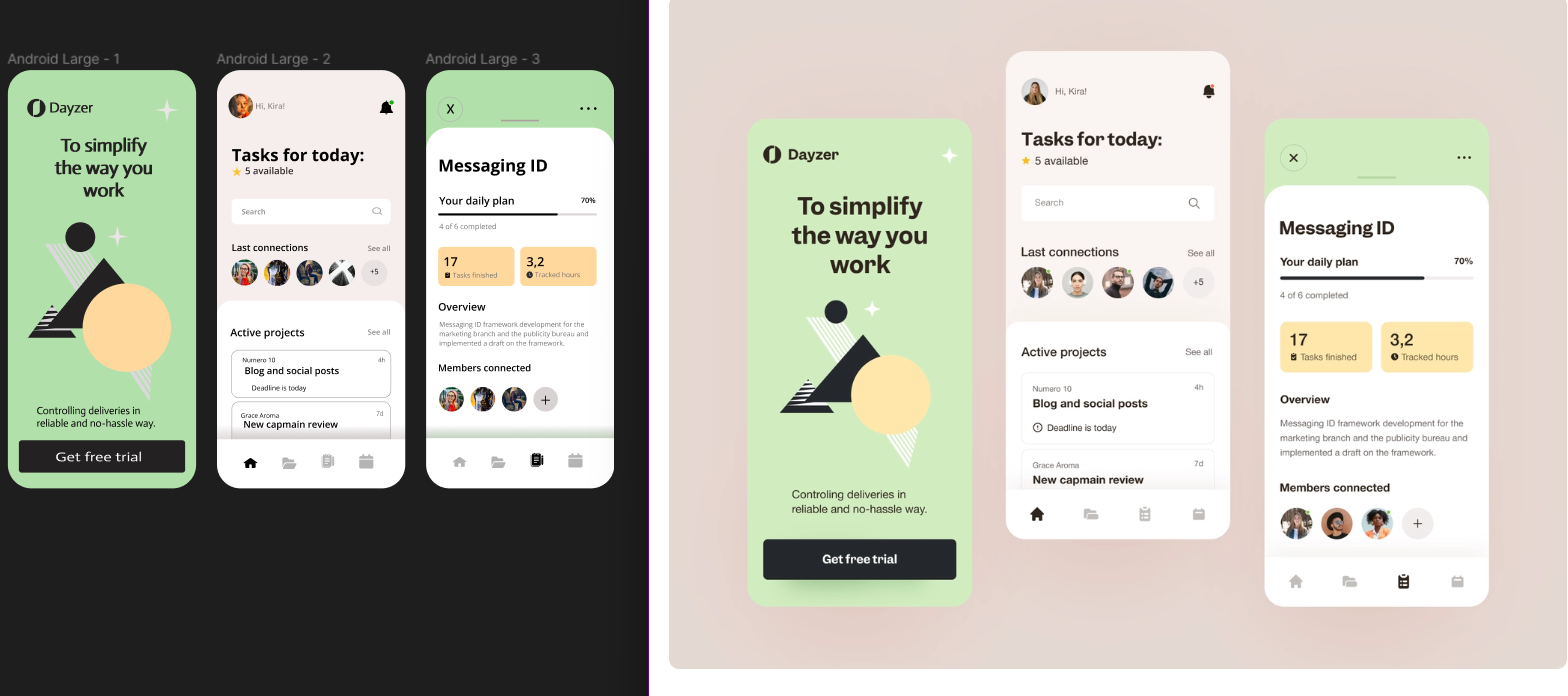 Android Large - 1
Dayzer
To simplify
the way you
work
Controlling deliveries in
reliable and no-hassle way.
Get free trial
Android Large - 2
Hi, Kira!
Tasks for today:
5 available
Search
Last connections
See all
+5
Active projects
See all
Numero 10
4h
Blog and social posts
Deadline is today
Grace Aroma
7d
New capmain review
Android Large - 3
X
Messaging ID
Your daily plan
70%
4 of 6 completed
17
Tasks finished
3,2
Tracked hours
Overview
Messaging ID framework development for the
marketing branch and the publicity bureau and
implemented a draft on the framework.
Members connected
+
Dayzer
To simplify
the way you
work
Controling deliveries in
reliable and no-hassle way.
Get free trial
Hi, Kira!
Tasks for today:
5 available
Search
Last connections
See all
+5
Active projects
See all
Numero 10
4h
Blog and social posts
Deadline is today
Grace Aroma
7d
New capmain review
Messaging ID
Your daily plan
70%
4 of 6 completed
17
Tasks finished
3,2
Tracked hours
Overview
Messaging ID framework development for the
marketing branch and the publicity bureau and
implemented a draft on the framework.
Members connected
+